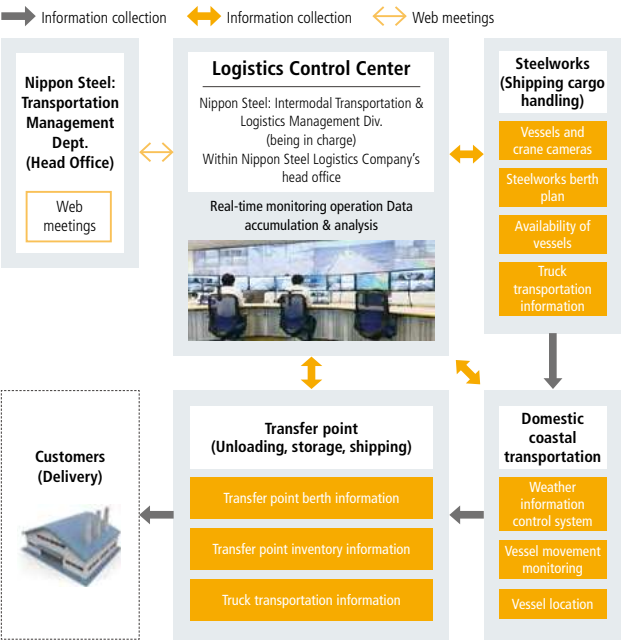 Information collection
Information collection
Web meetings
Nippon Steel:
Transportation
Management
Dept.
(Head Office)
Web
meetings
Logistics Control Center
Nippon Steel: Intermodal Transportation &
Logistics Management Div.
(being in charge)
Within Nippon Steel Logistics Company's
head office
Real-time monitoring operation Data
accumulation & analysis
Steelworks
(Shipping cargo
handling)
Vessels and
crane cameras
Steelworks berth
plan
Availability of
vessels
Truck
transportation
information
Customers
(Delivery)
Transfer point
(Unloading, storage, shipping)
Transfer point berth information
Transfer point inventory information
Truck transportation information
Domestic
coastal
transportation
Weather
information
control system
Vessel movement
monitoring
Vessel location